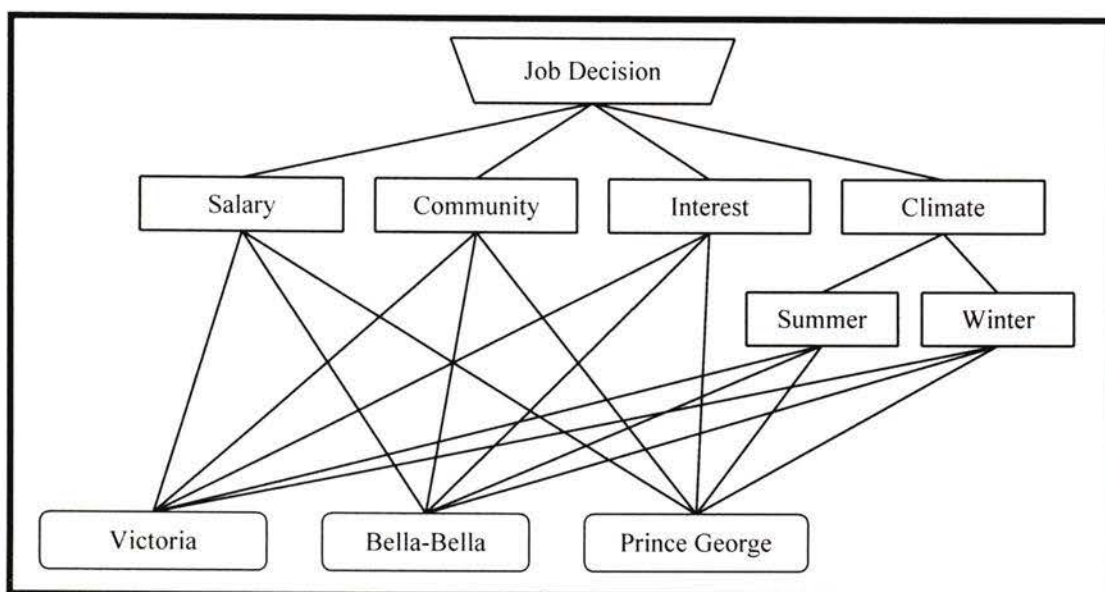 Job Decision
Salary
Community
Interest
Climate
Summer
Winter
Victoria
Bella-Bella
Prince George